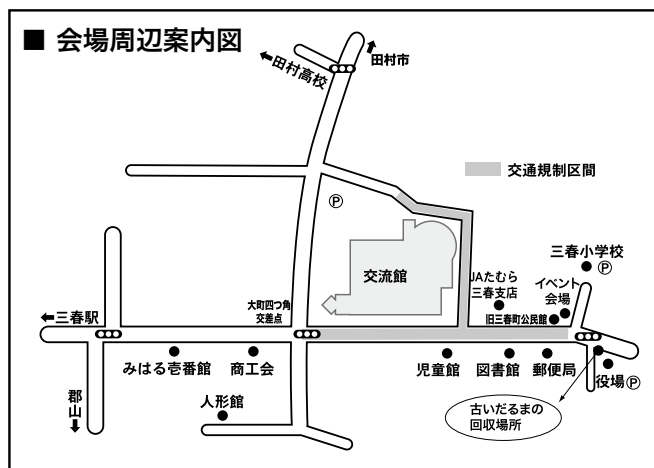 ■ 会場周辺案内図
←田村高校
田村市
交通規制区間
Ⓟ
三春小学校
Ⓟ
交流館
JAたむら
三春支店
イベント
会場
旧三春町公民館
大町四つ角
交差点
←三春駅
みはる壱番館
商工会
児童館
図書館
郵便局
役場Ⓟ
郡山
人形館
古いだるまの
回収場所